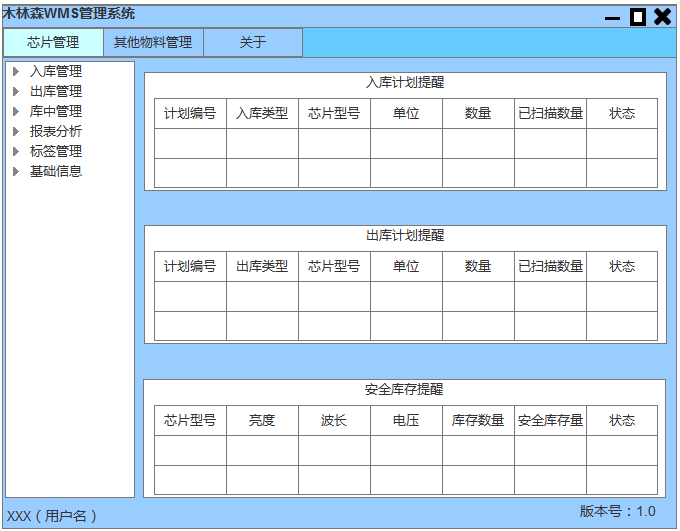 木林森WMS管理系统
芯片管理 其他物料管理 关于
入库管理
出库管理
库中管理
报表分析
标签管理
基础信息
入库计划提醒
计划编号 入库类型 芯片型号 单位 数量 已扫描数量 状态
出库计划提醒
计划编号 出库类型 芯片型号 单位 数量 已扫描数量 状态
安全库存提醒
芯片型号 亮度 波长 电压 库存数量 安全库存量 状态
XXX（用户名） 版本号：1.0